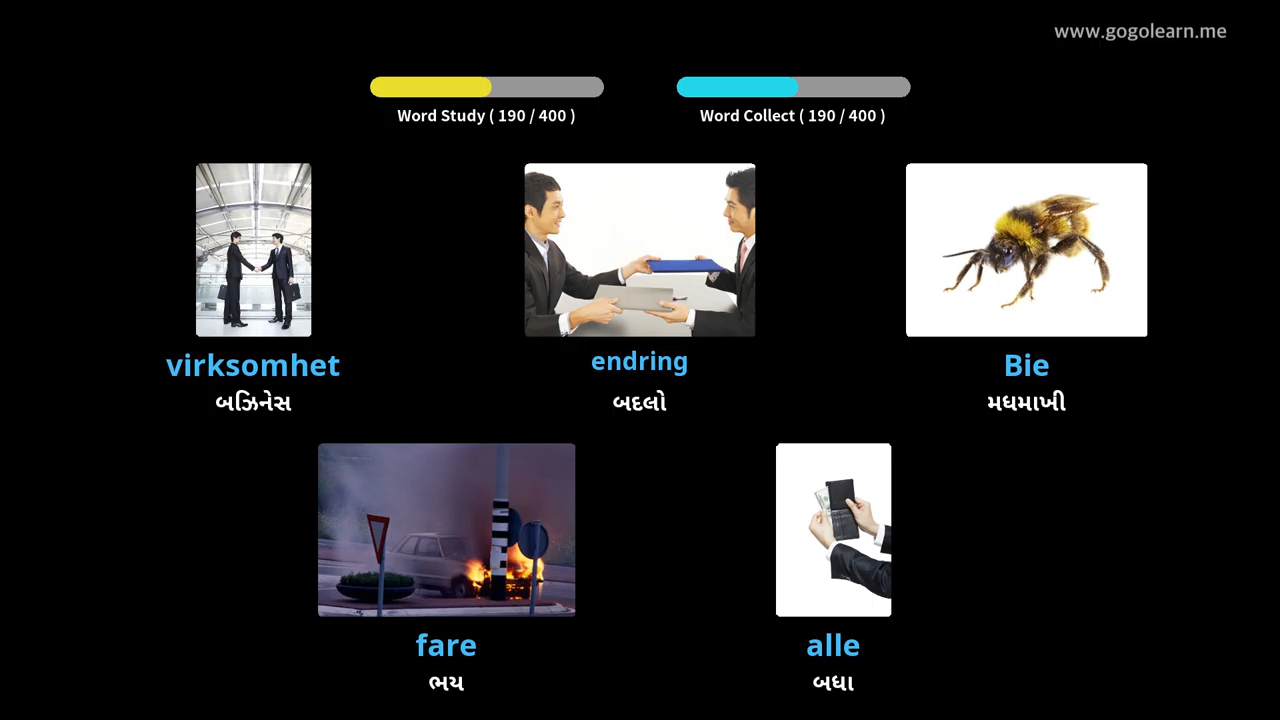 www.gogolearn.me
Word Study ( 190 / 400 )
Word Collect ( 190 / 400 )
virksomhet
બઝિનેસ
endring
બદલો
Bie
મધમાખી
fare
ભય
alle
બધા